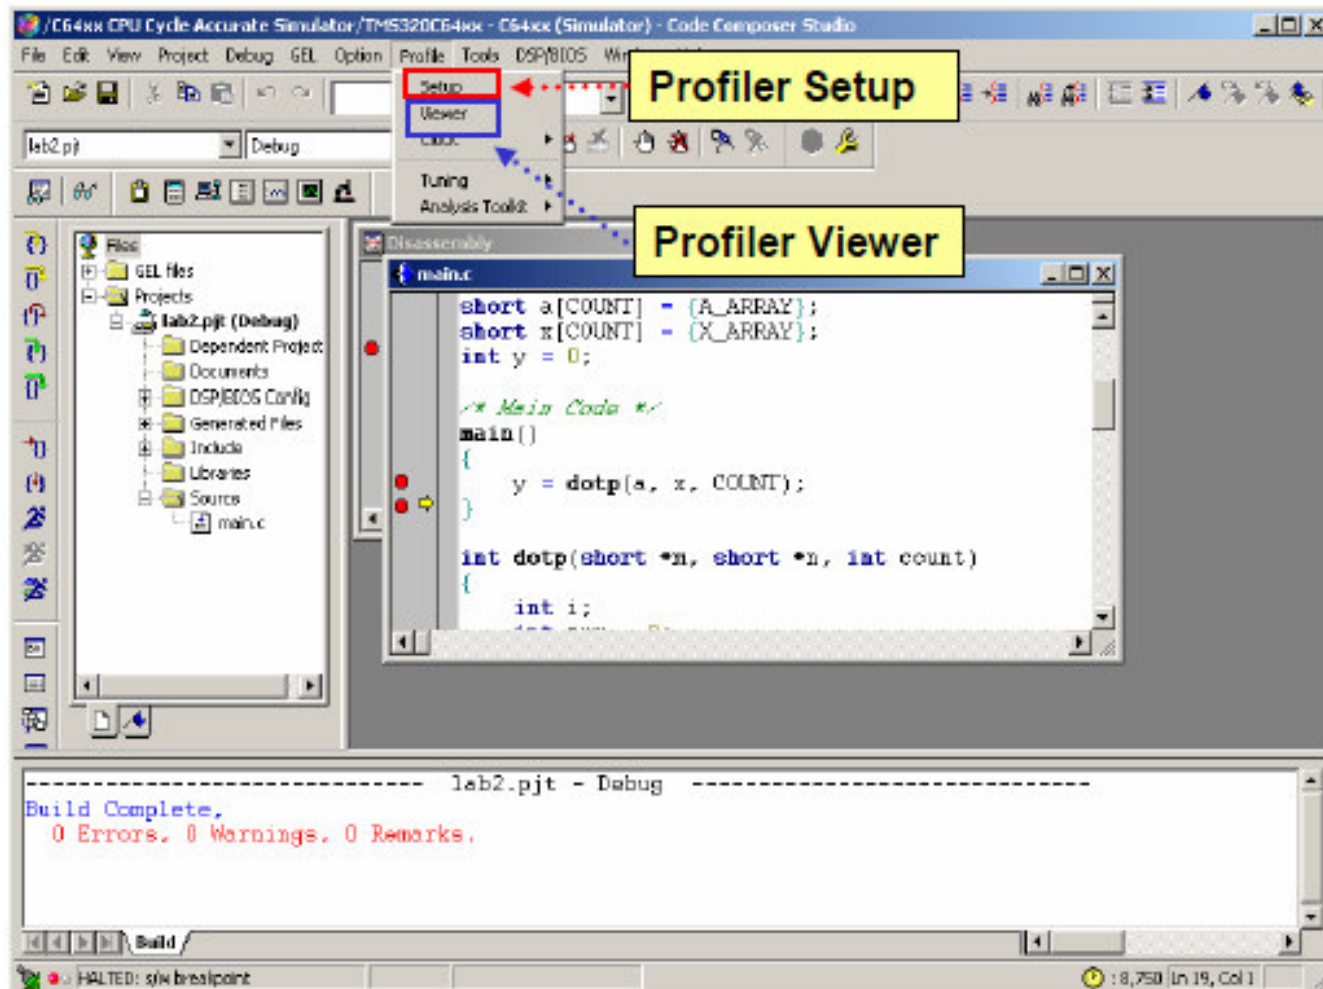 /C64xx CPU Cycle Accurate Simulator/TMS320C64xx - C64xx (Simulator) - Code Composer Studio
File Edit View Project Debug GEL Option Profile Tools DSP/BIOS
Setup
Profiler Setup
Viewer
Clock
lab2.pjt
Debug
Tuning
Analysis Toolkit
Profiler Viewer
Disassembly
main.c
Files
GEL files
Projects
lab2.pjt (Debug)
Dependent Project
Documents
DSP/BIOS Config
Generated Files
Include
Libraries
Source
main.c
short a[COUNT] = {A_ARRAY};
short x[COUNT] = {X_ARRAY};
int y = 0;
/* Main Code */
main()
{
y = dotp(a, x, COUNT);
}
int dotp(short *m, short *n, int count)
{
int i;
---------- lab2.pjt - Debug ----------
Build Complete,
0 Errors, 0 Warnings, 0 Remarks.
Build
HALTED: s/w breakpoint
: 8,750
Ln 19, Col 1